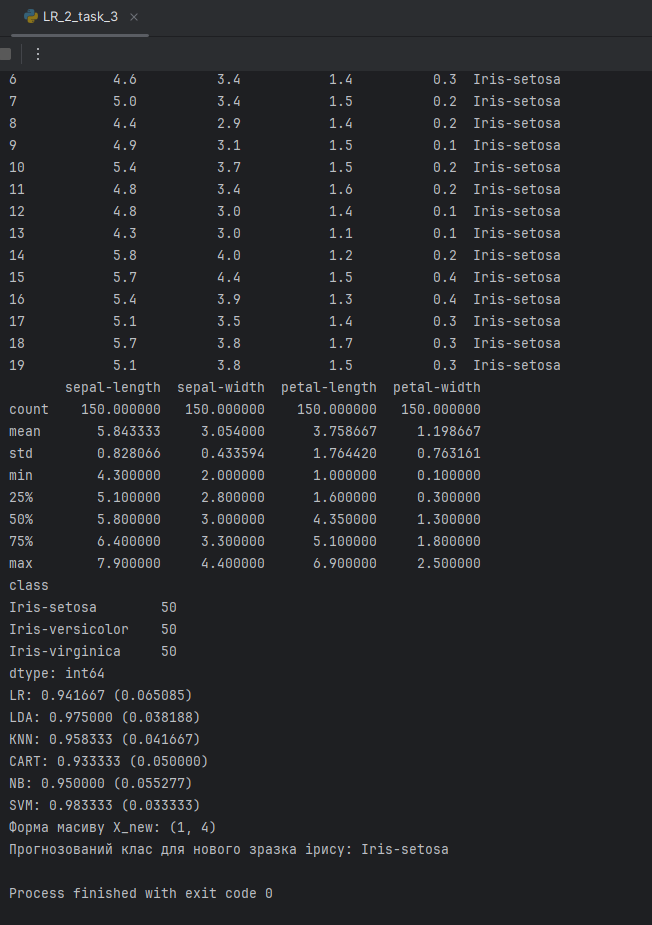 LR_2_task_3
6 4.6 3.4 1.4 0.3 Iris-setosa
7 5.0 3.4 1.5 0.2 Iris-setosa
8 4.4 2.9 1.4 0.2 Iris-setosa
9 4.9 3.1 1.5 0.1 Iris-setosa
10 5.4 3.7 1.5 0.2 Iris-setosa
11 4.8 3.4 1.6 0.2 Iris-setosa
12 4.8 3.0 1.4 0.1 Iris-setosa
13 4.3 3.0 1.1 0.1 Iris-setosa
14 5.8 4.0 1.2 0.2 Iris-setosa
15 5.7 4.4 1.5 0.4 Iris-setosa
16 5.4 3.9 1.3 0.4 Iris-setosa
17 5.1 3.5 1.4 0.3 Iris-setosa
18 5.7 3.8 1.7 0.3 Iris-setosa
19 5.1 3.8 1.5 0.3 Iris-setosa
sepal-length sepal-width petal-length petal-width
count 150.000000 150.000000 150.000000 150.000000
mean 5.843333 3.054000 3.758667 1.198667
std 0.828066 0.433594 1.764420 0.763161
min 4.300000 2.000000 1.000000 0.100000
25% 5.100000 2.800000 1.600000 0.300000
50% 5.800000 3.000000 4.350000 1.300000
75% 6.400000 3.300000 5.100000 1.800000
max 7.900000 4.400000 6.900000 2.500000
class
Iris-setosa 50
Iris-versicolor 50
Iris-virginica 50
dtype: int64
LR: 0.941667 (0.065085)
LDA: 0.975000 (0.038188)
KNN: 0.958333 (0.041667)
CART: 0.933333 (0.050000)
NB: 0.950000 (0.055277)
SVM: 0.983333 (0.033333)
Форма масиву X_new: (1, 4)
Прогнозований клас для нового зразка ірису: Iris-setosa
Process finished with exit code 0